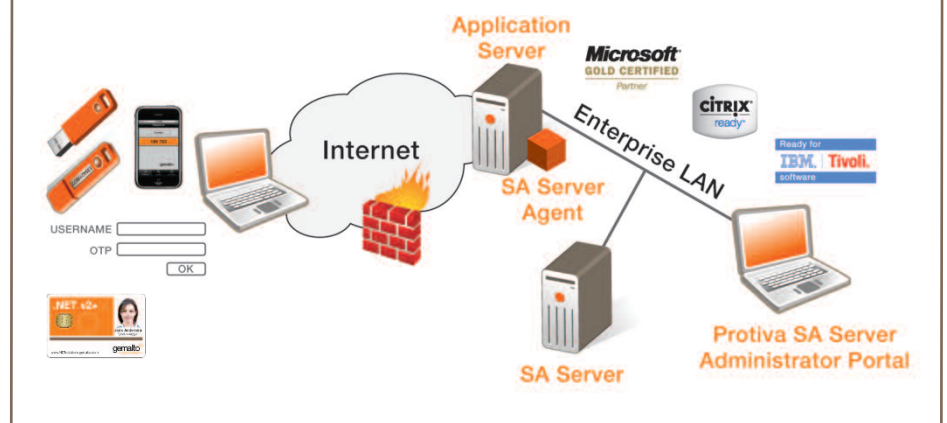 Application
Server
Microsoft
GOLD CERTIFIED
Partner
CITRIX
ready
Ready for
IBM. Tivoli.
software
Internet
Enterprise LAN
SA Server
Agent
USERNAME
OTP
OK
.NET v2+
gemalto
SA Server
Protiva SA Server
Administrator Portal